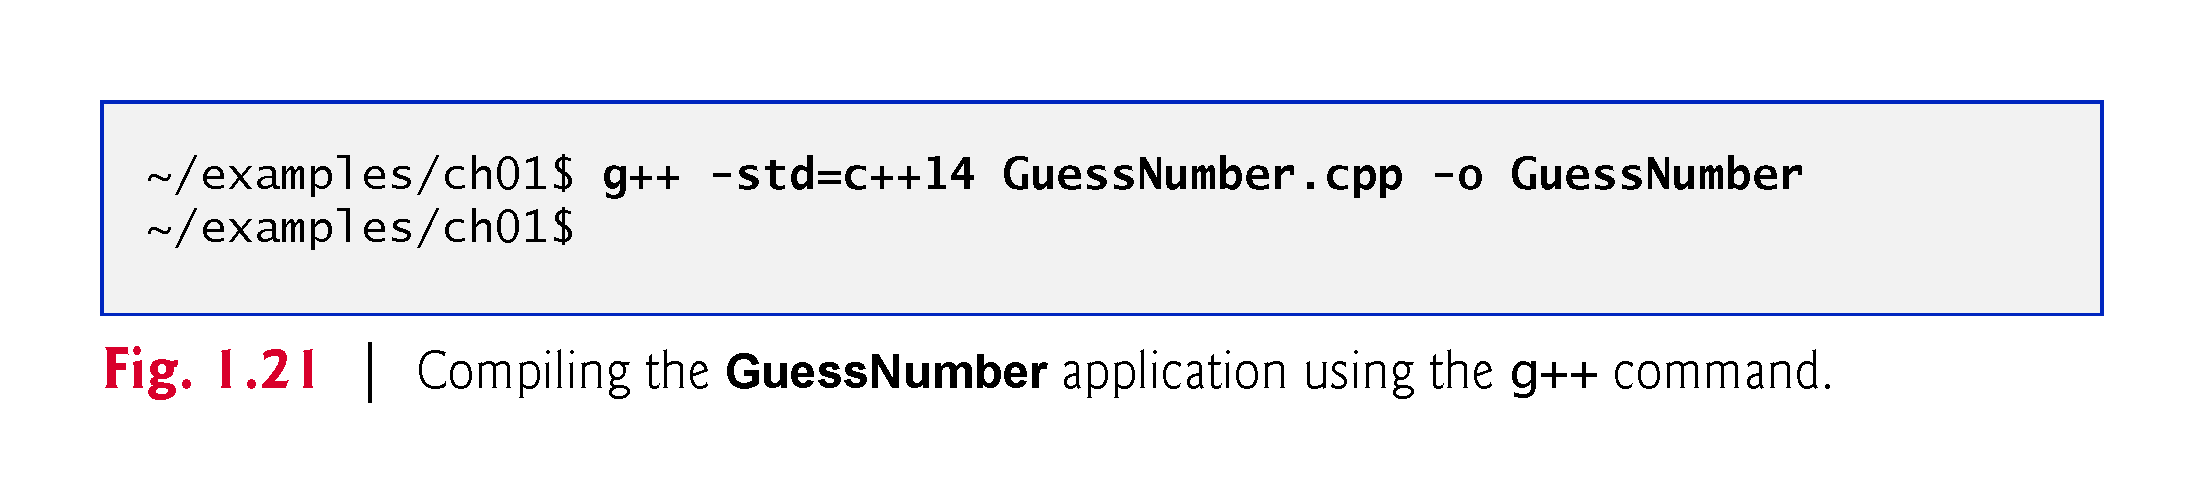 ~/examples/ch01$ g++ -std=c++14 GuessNumber.cpp -o GuessNumber
~/examples/ch01$
Fig. 1.21 | Compiling the GuessNumber application using the g++ command.